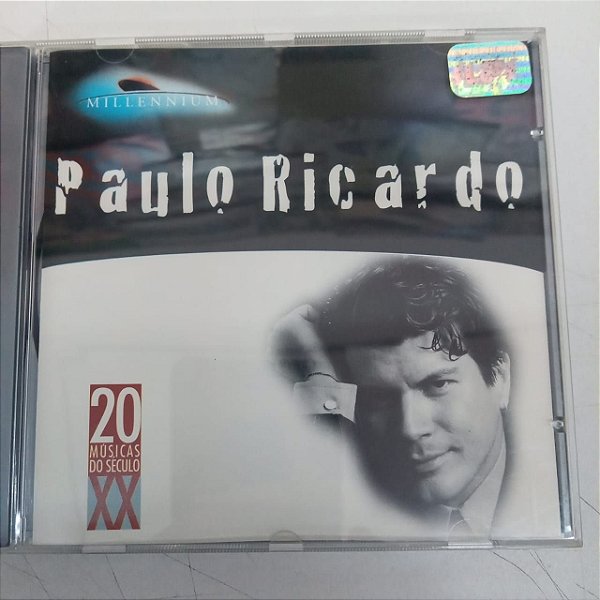 MILLENNIUM
Paulo Ricardo
20
MÚSICAS
DO SÉCULO
XX